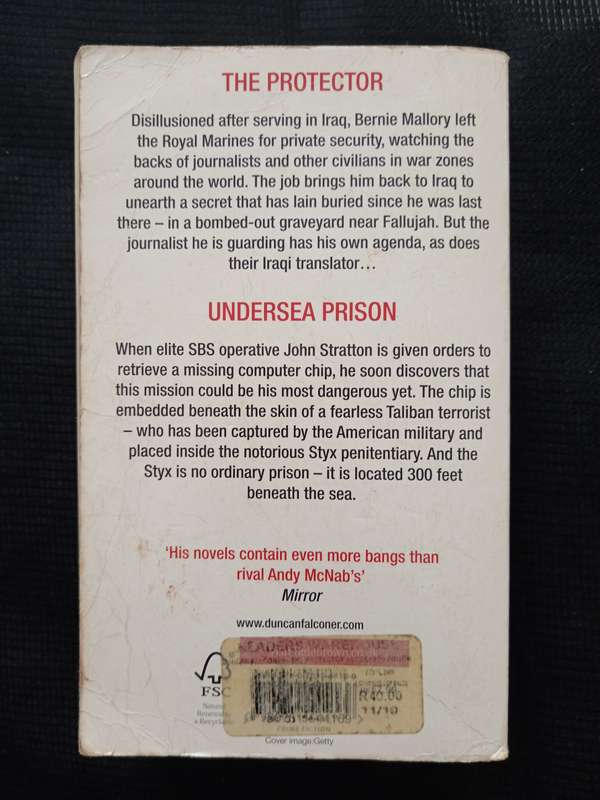 THE PROTECTOR
Disillusioned after serving in Iraq, Bernie Mallory left
the Royal Marines for private security, watching the
backs of journalists and other civilians in war zones
around the world. The job brings him back to Iraq to
unearth a secret that has lain buried since he was last
there – in a bombed-out graveyard near Fallujah. But the
journalist he is guarding has his own agenda, as does
their Iraqi translator…
UNDERSEA PRISON
When elite SBS operative John Stratton is given orders to
retrieve a missing computer chip, he soon discovers that
this mission could be his most dangerous yet. The chip is
embedded beneath the skin of a fearless Taliban terrorist
– who has been captured by the American military and
placed inside the notorious Styx penitentiary. And the
Styx is no ordinary prison – it is located 300 feet
beneath the sea.
'His novels contain even more bangs than
rival Andy McNab's'
Mirror
www.duncanfalconer.com
READERS WAREHOUSE
FSC
R40.00
11/19
CRIME FICTION
Cover image:Getty